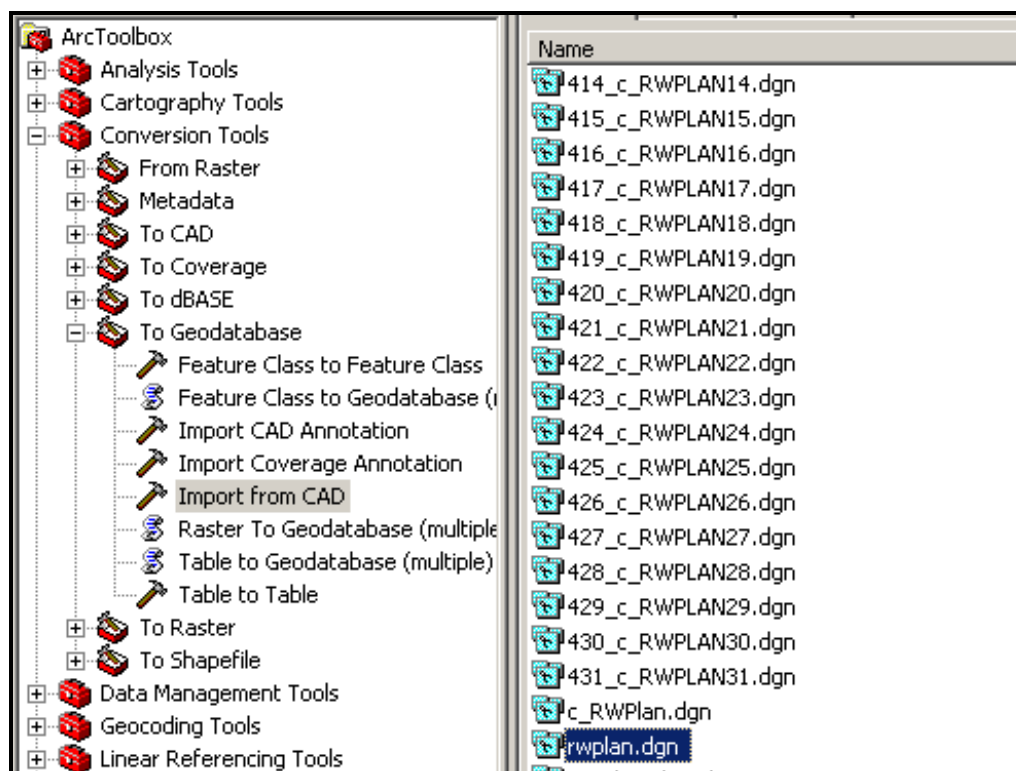 ArcToolbox
Analysis Tools
Cartography Tools
Conversion Tools
From Raster
Metadata
To CAD
To Coverage
To dBASE
To Geodatabase
Feature Class to Feature Class
Feature Class to Geodatabase (
Import CAD Annotation
Import Coverage Annotation
Import from CAD
Raster To Geodatabase (multiple
Table to Geodatabase (multiple)
Table to Table
To Raster
To Shapefile
Data Management Tools
Geocoding Tools
Linear Referencing Tools
Name
414_c_RWPLAN14.dgn
415_c_RWPLAN15.dgn
416_c_RWPLAN16.dgn
417_c_RWPLAN17.dgn
418_c_RWPLAN18.dgn
419_c_RWPLAN19.dgn
420_c_RWPLAN20.dgn
421_c_RWPLAN21.dgn
422_c_RWPLAN22.dgn
423_c_RWPLAN23.dgn
424_c_RWPLAN24.dgn
425_c_RWPLAN25.dgn
426_c_RWPLAN26.dgn
427_c_RWPLAN27.dgn
428_c_RWPLAN28.dgn
429_c_RWPLAN29.dgn
430_c_RWPLAN30.dgn
431_c_RWPLAN31.dgn
c_RWPlan.dgn
rwplan.dgn